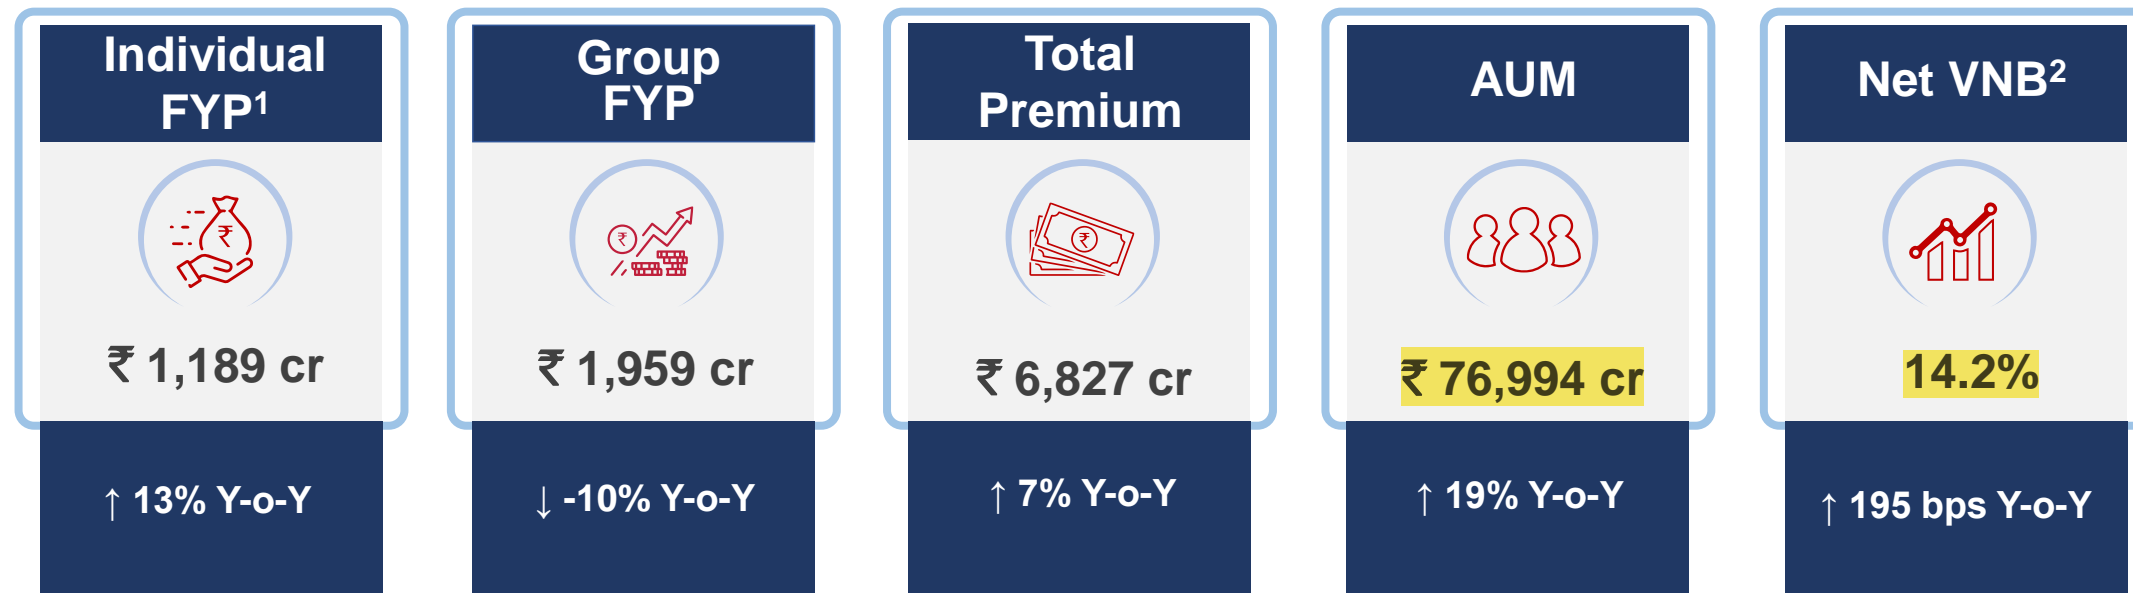 Individual
FYP¹
₹
₹ 1,189 cr
↑ 13% Y-o-Y
Group
FYP
₹
₹ 1,959 cr
↓ -10% Y-o-Y
Total
Premium
₹
₹ 6,827 cr
↑ 7% Y-o-Y
AUM
₹ 76,994 cr
↑ 19% Y-o-Y
Net VNB²
14.2%
↑ 195 bps Y-o-Y